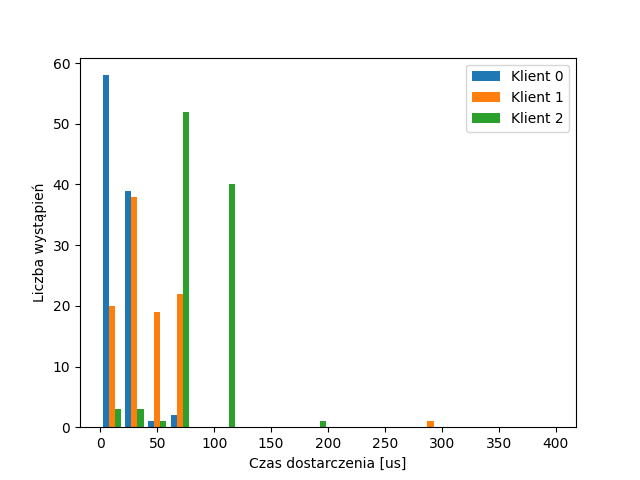 60
50
40
30
20
10
0
Liczba wystąpień
Klient 0
Klient 1
Klient 2
0 50 100 150 200 250 300 350 400
Czas dostarczenia [us]